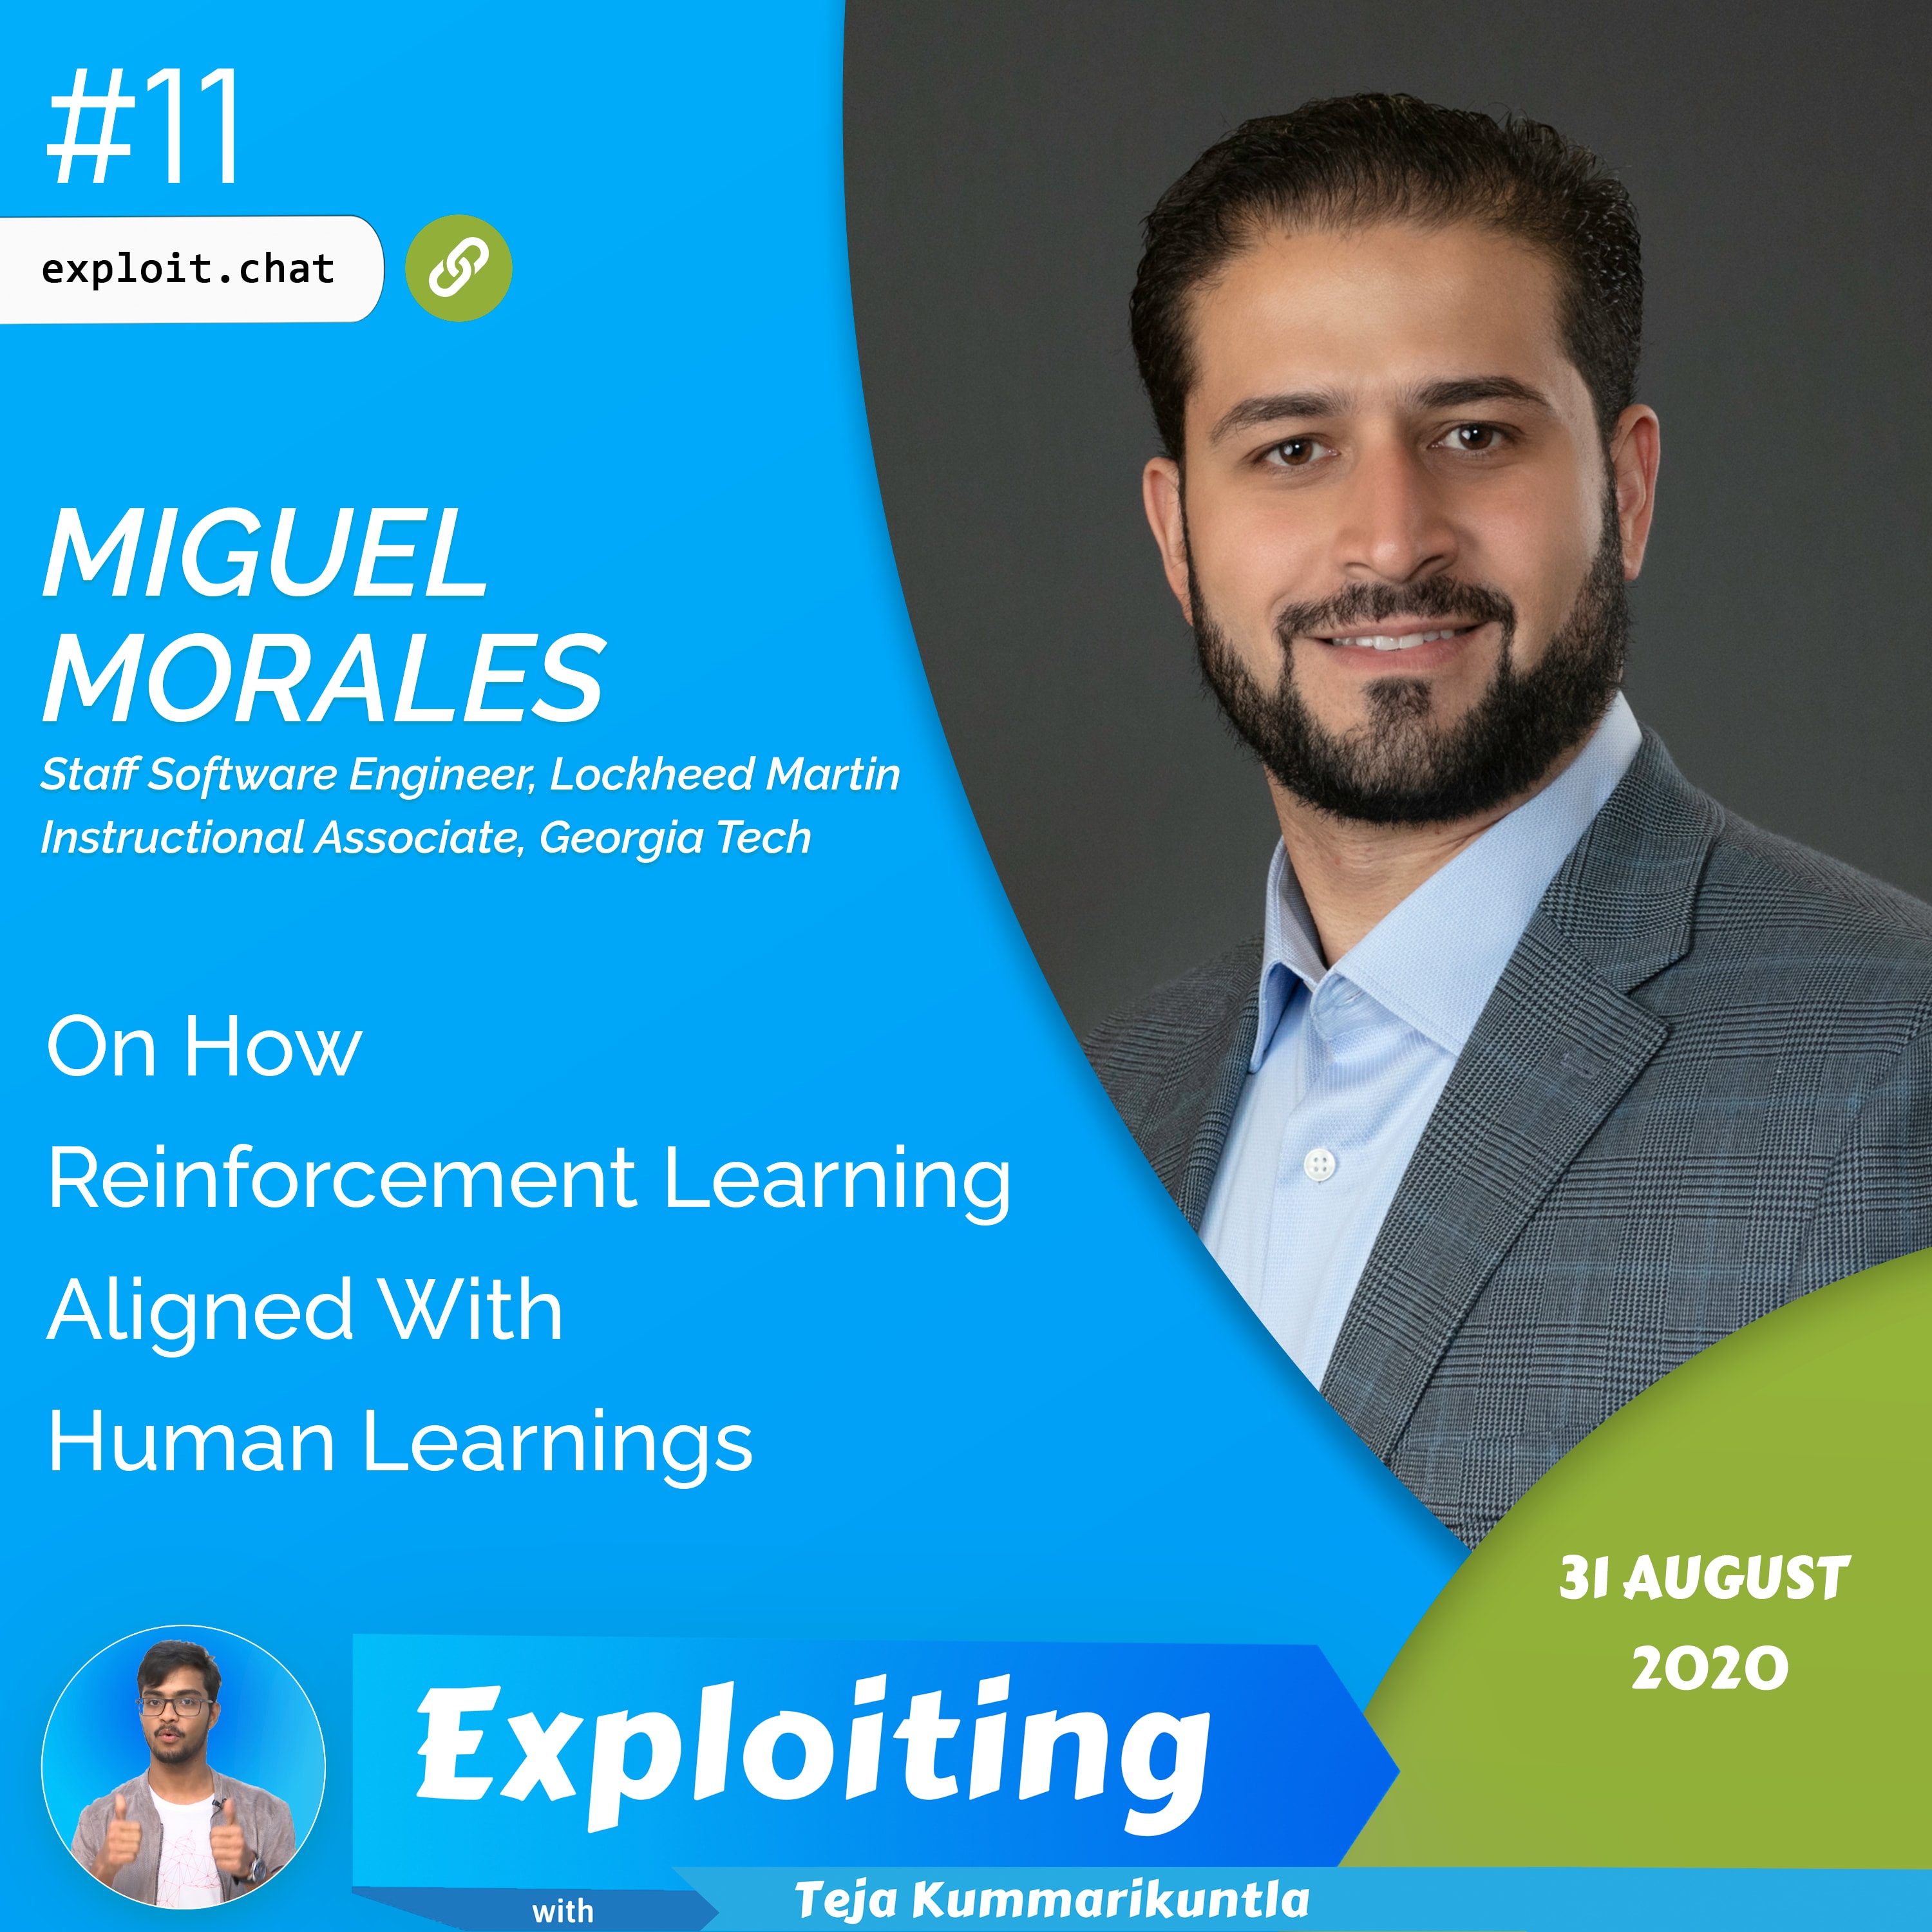 #11
exploit.chat
MIGUEL
MORALES
Staff Software Engineer, Lockheed Martin
Instructional Associate, Georgia Tech
On How
Reinforcement Learning
Aligned With
Human Learnings
31 AUGUST
2020
Exploiting
with Teja Kummarikuntla